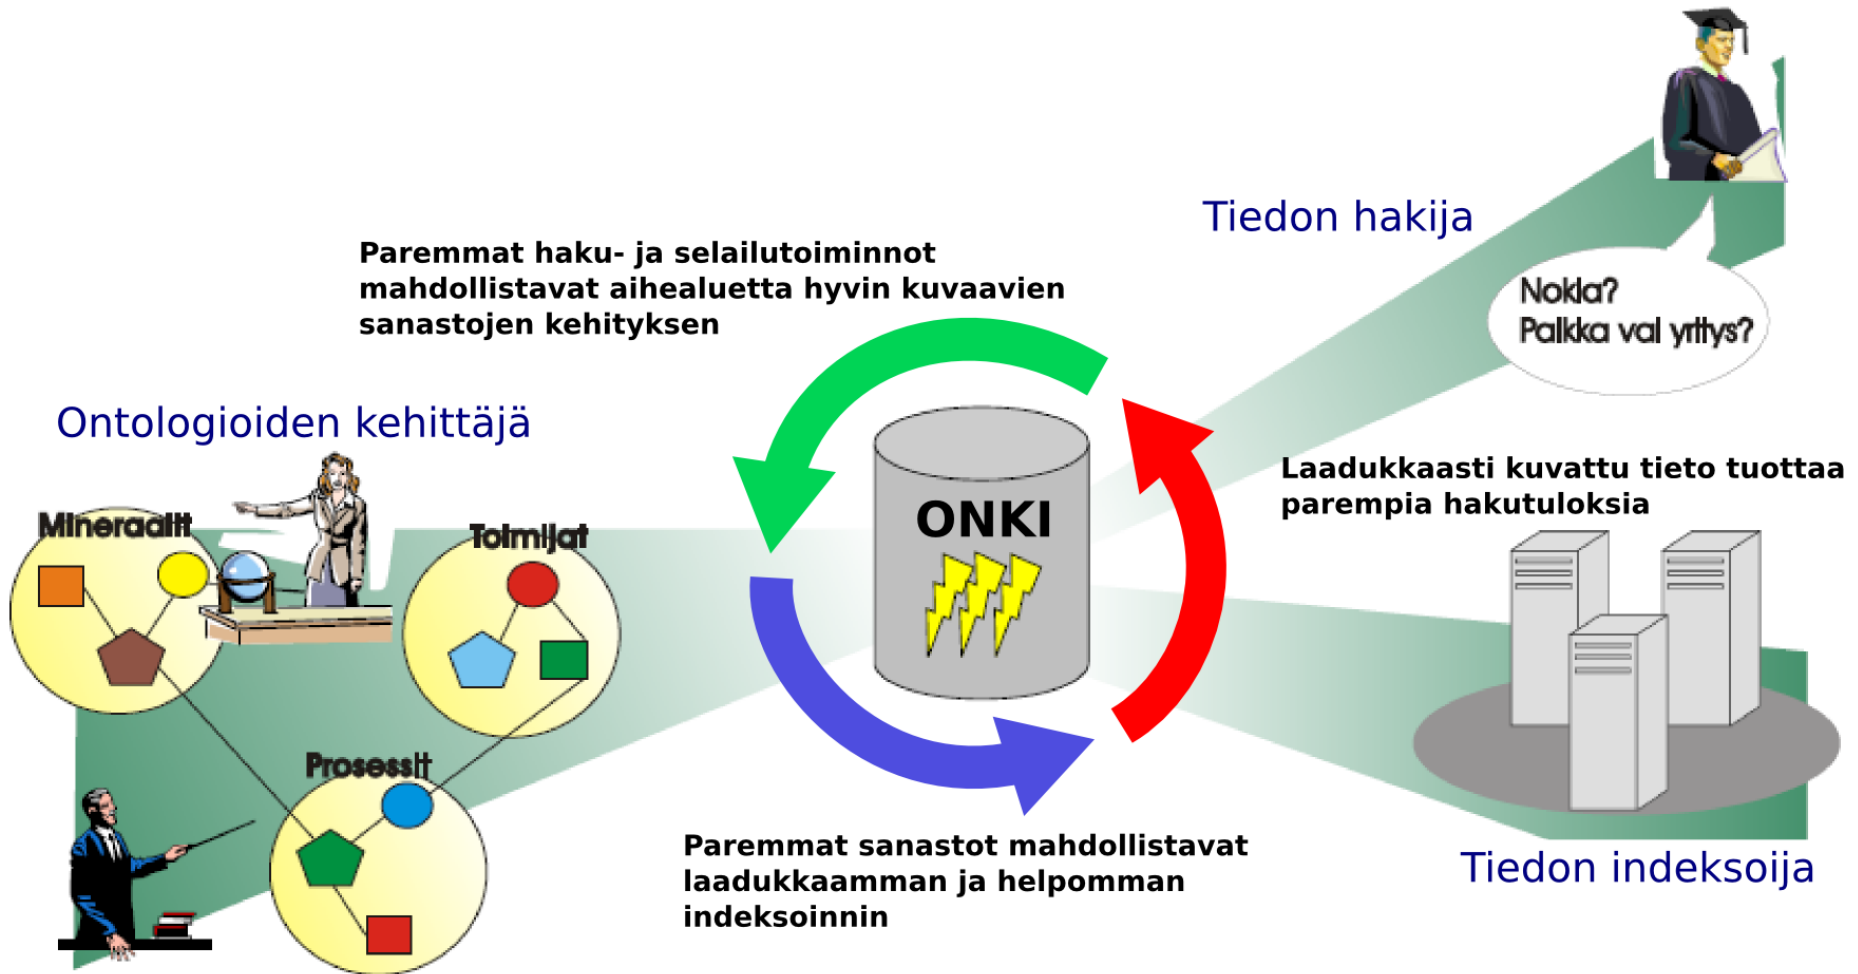 Tiedon hakija
Nokia?
Paikka vai yritys?
Paremmat haku- ja selailutoiminnot
mahdollistavat aihealuetta hyvin kuvaavien
sanastojen kehityksen
Ontologioiden kehittäjä
Mineraalit
Toimijat
Prosessit
ONKI
Laadukkaasti kuvattu tieto tuottaa
parempia hakutuloksia
Paremmat sanastot mahdollistavat
laadukkaamman ja helpomman
indeksoinnin
Tiedon indeksoija